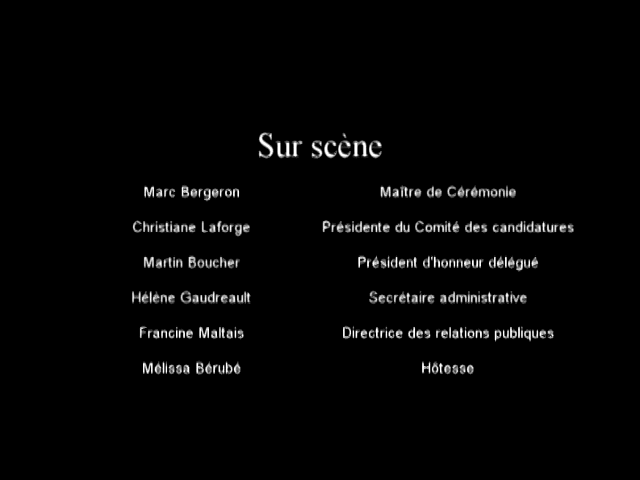 Sur scène
Marc Bergeron Maître de Cérémonie
Christiane Laforge Présidente du Comité des candidatures
Martin Boucher Président d'honneur délégué
Hélène Gaudreault Secrétaire administrative
Francine Maltais Directrice des relations publiques
Mélissa Bérubé Hôtesse